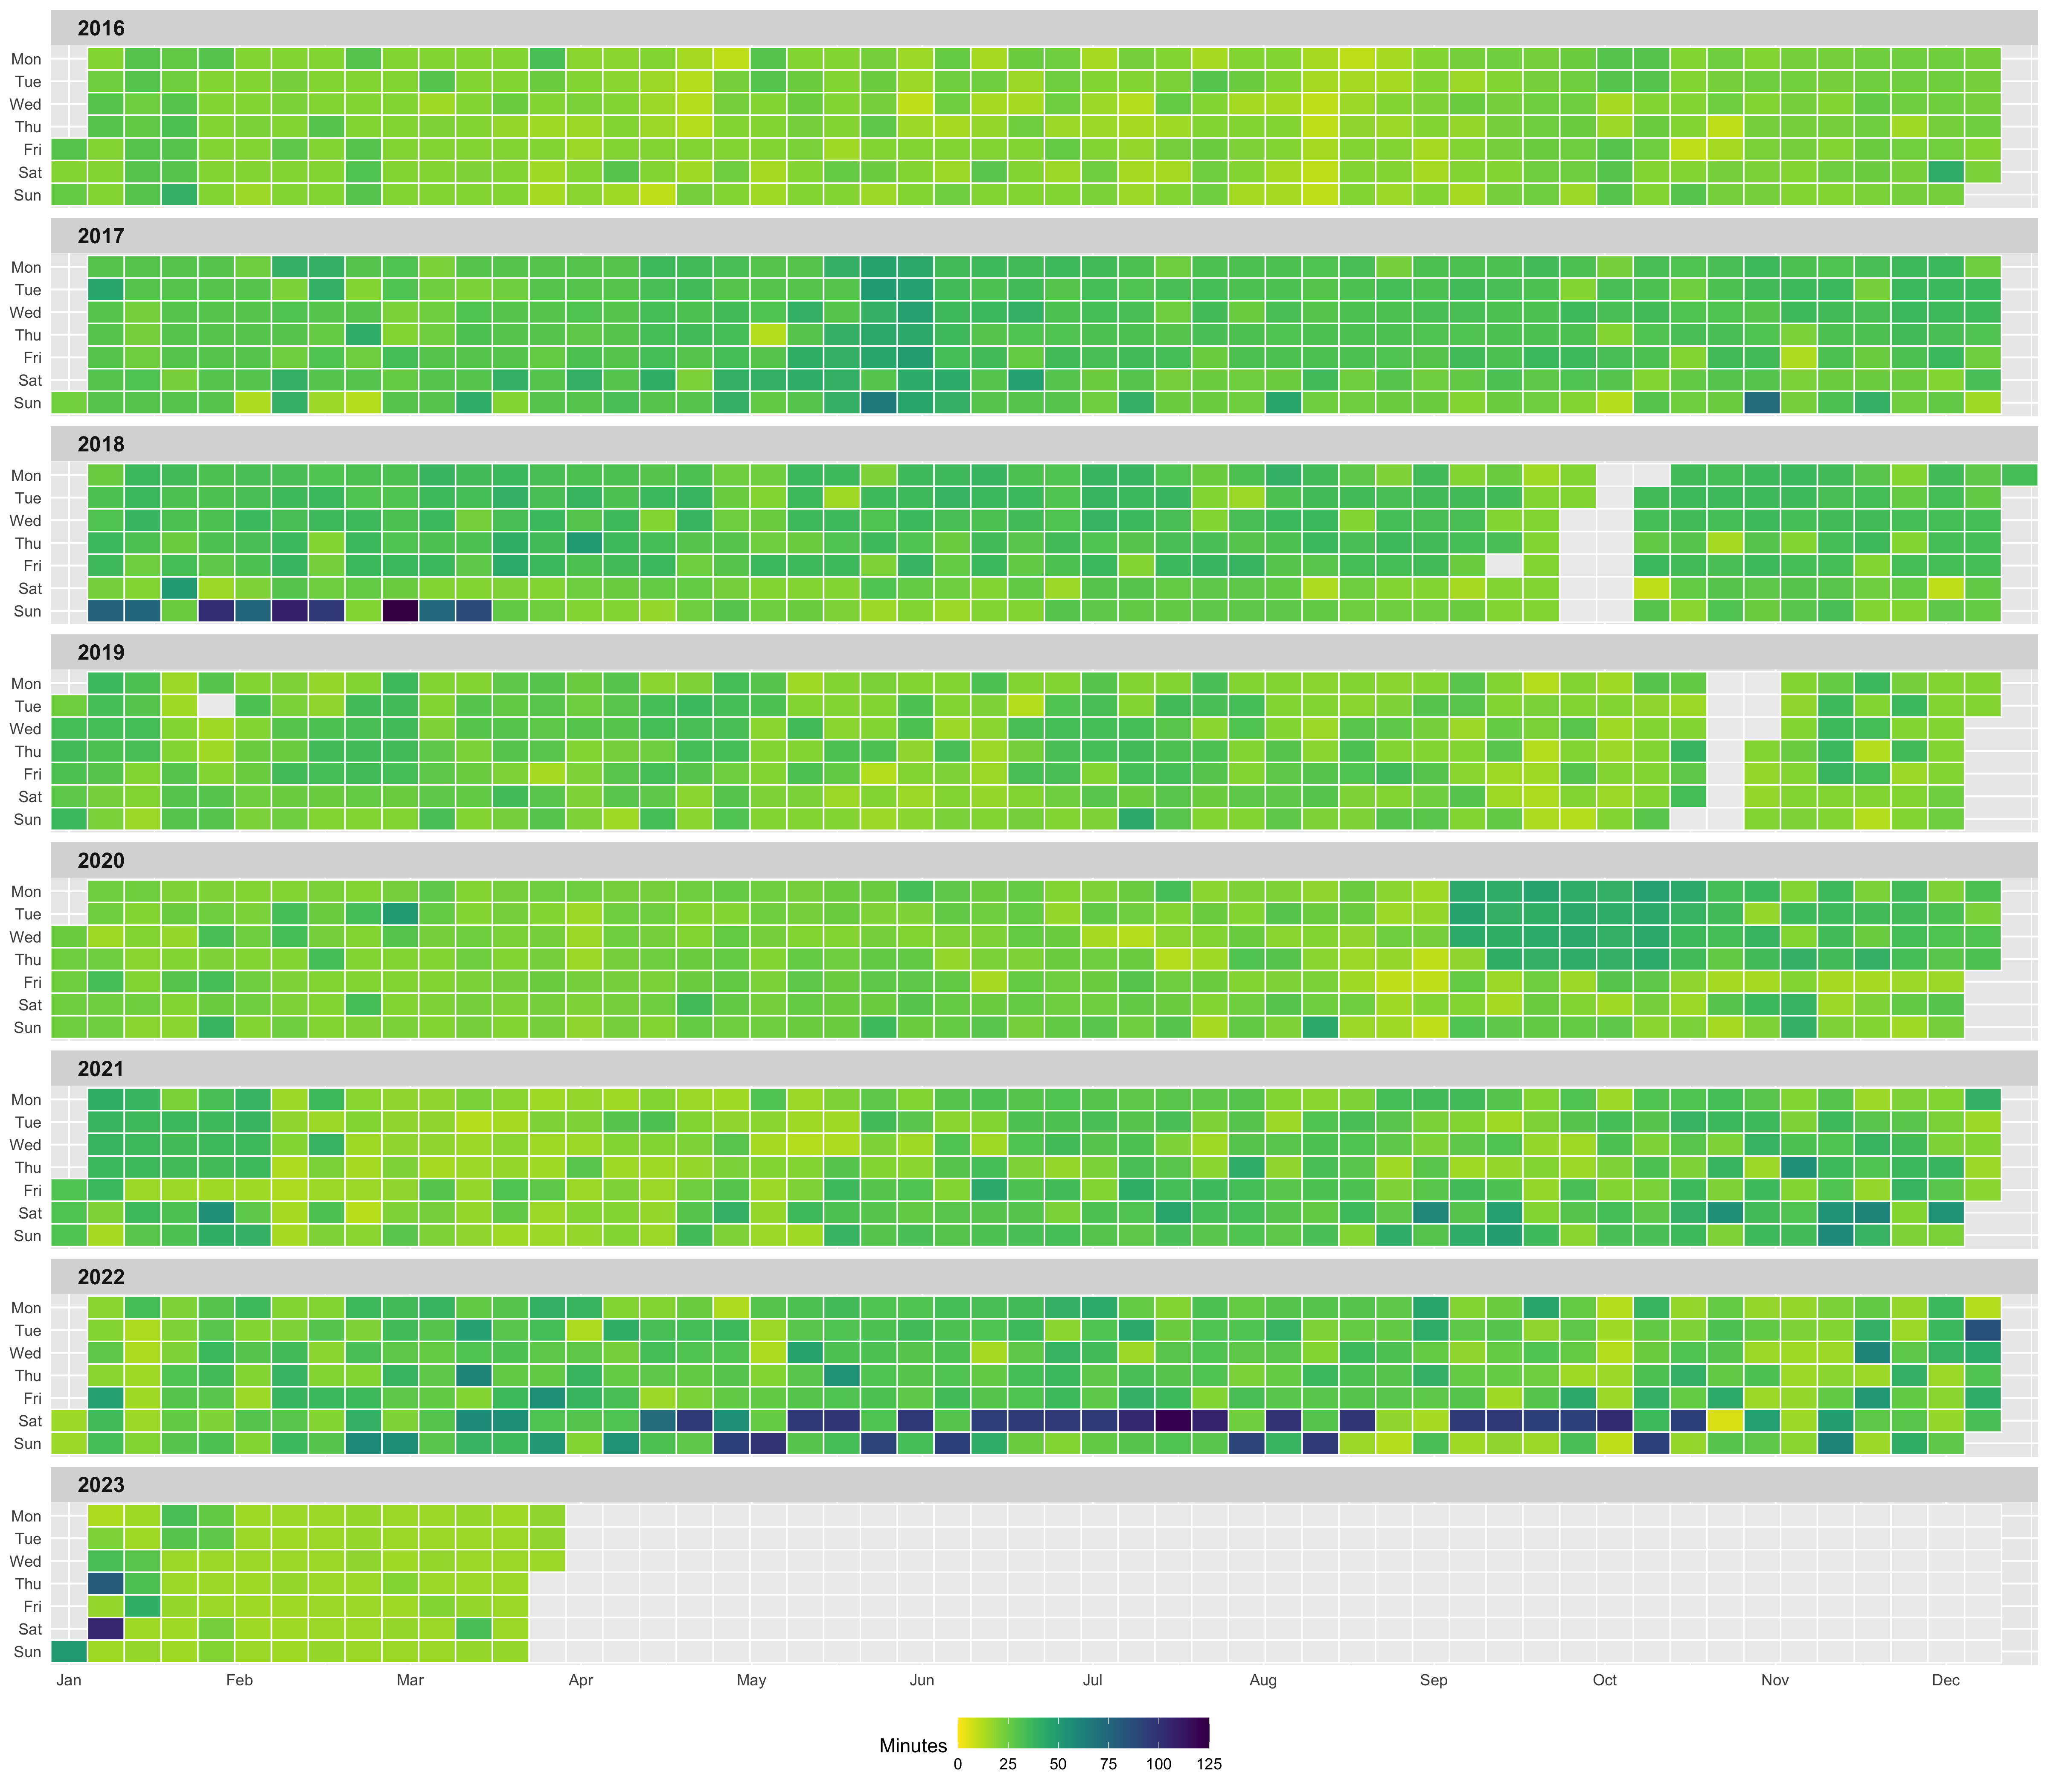 2016
Mon
Tue
Wed
Thu
Fri
Sat
Sun
2017
Mon
Tue
Wed
Thu
Fri
Sat
Sun
2018
Mon
Tue
Wed
Thu
Fri
Sat
Sun
2019
Mon
Tue
Wed
Thu
Fri
Sat
Sun
2020
Mon
Tue
Wed
Thu
Fri
Sat
Sun
2021
Mon
Tue
Wed
Thu
Fri
Sat
Sun
2022
Mon
Tue
Wed
Thu
Fri
Sat
Sun
2023
Mon
Tue
Wed
Thu
Fri
Sat
Sun
Jan Feb Mar Apr May Jun Jul Aug Sep Oct Nov Dec
Minutes
0 25 50 75 100 125